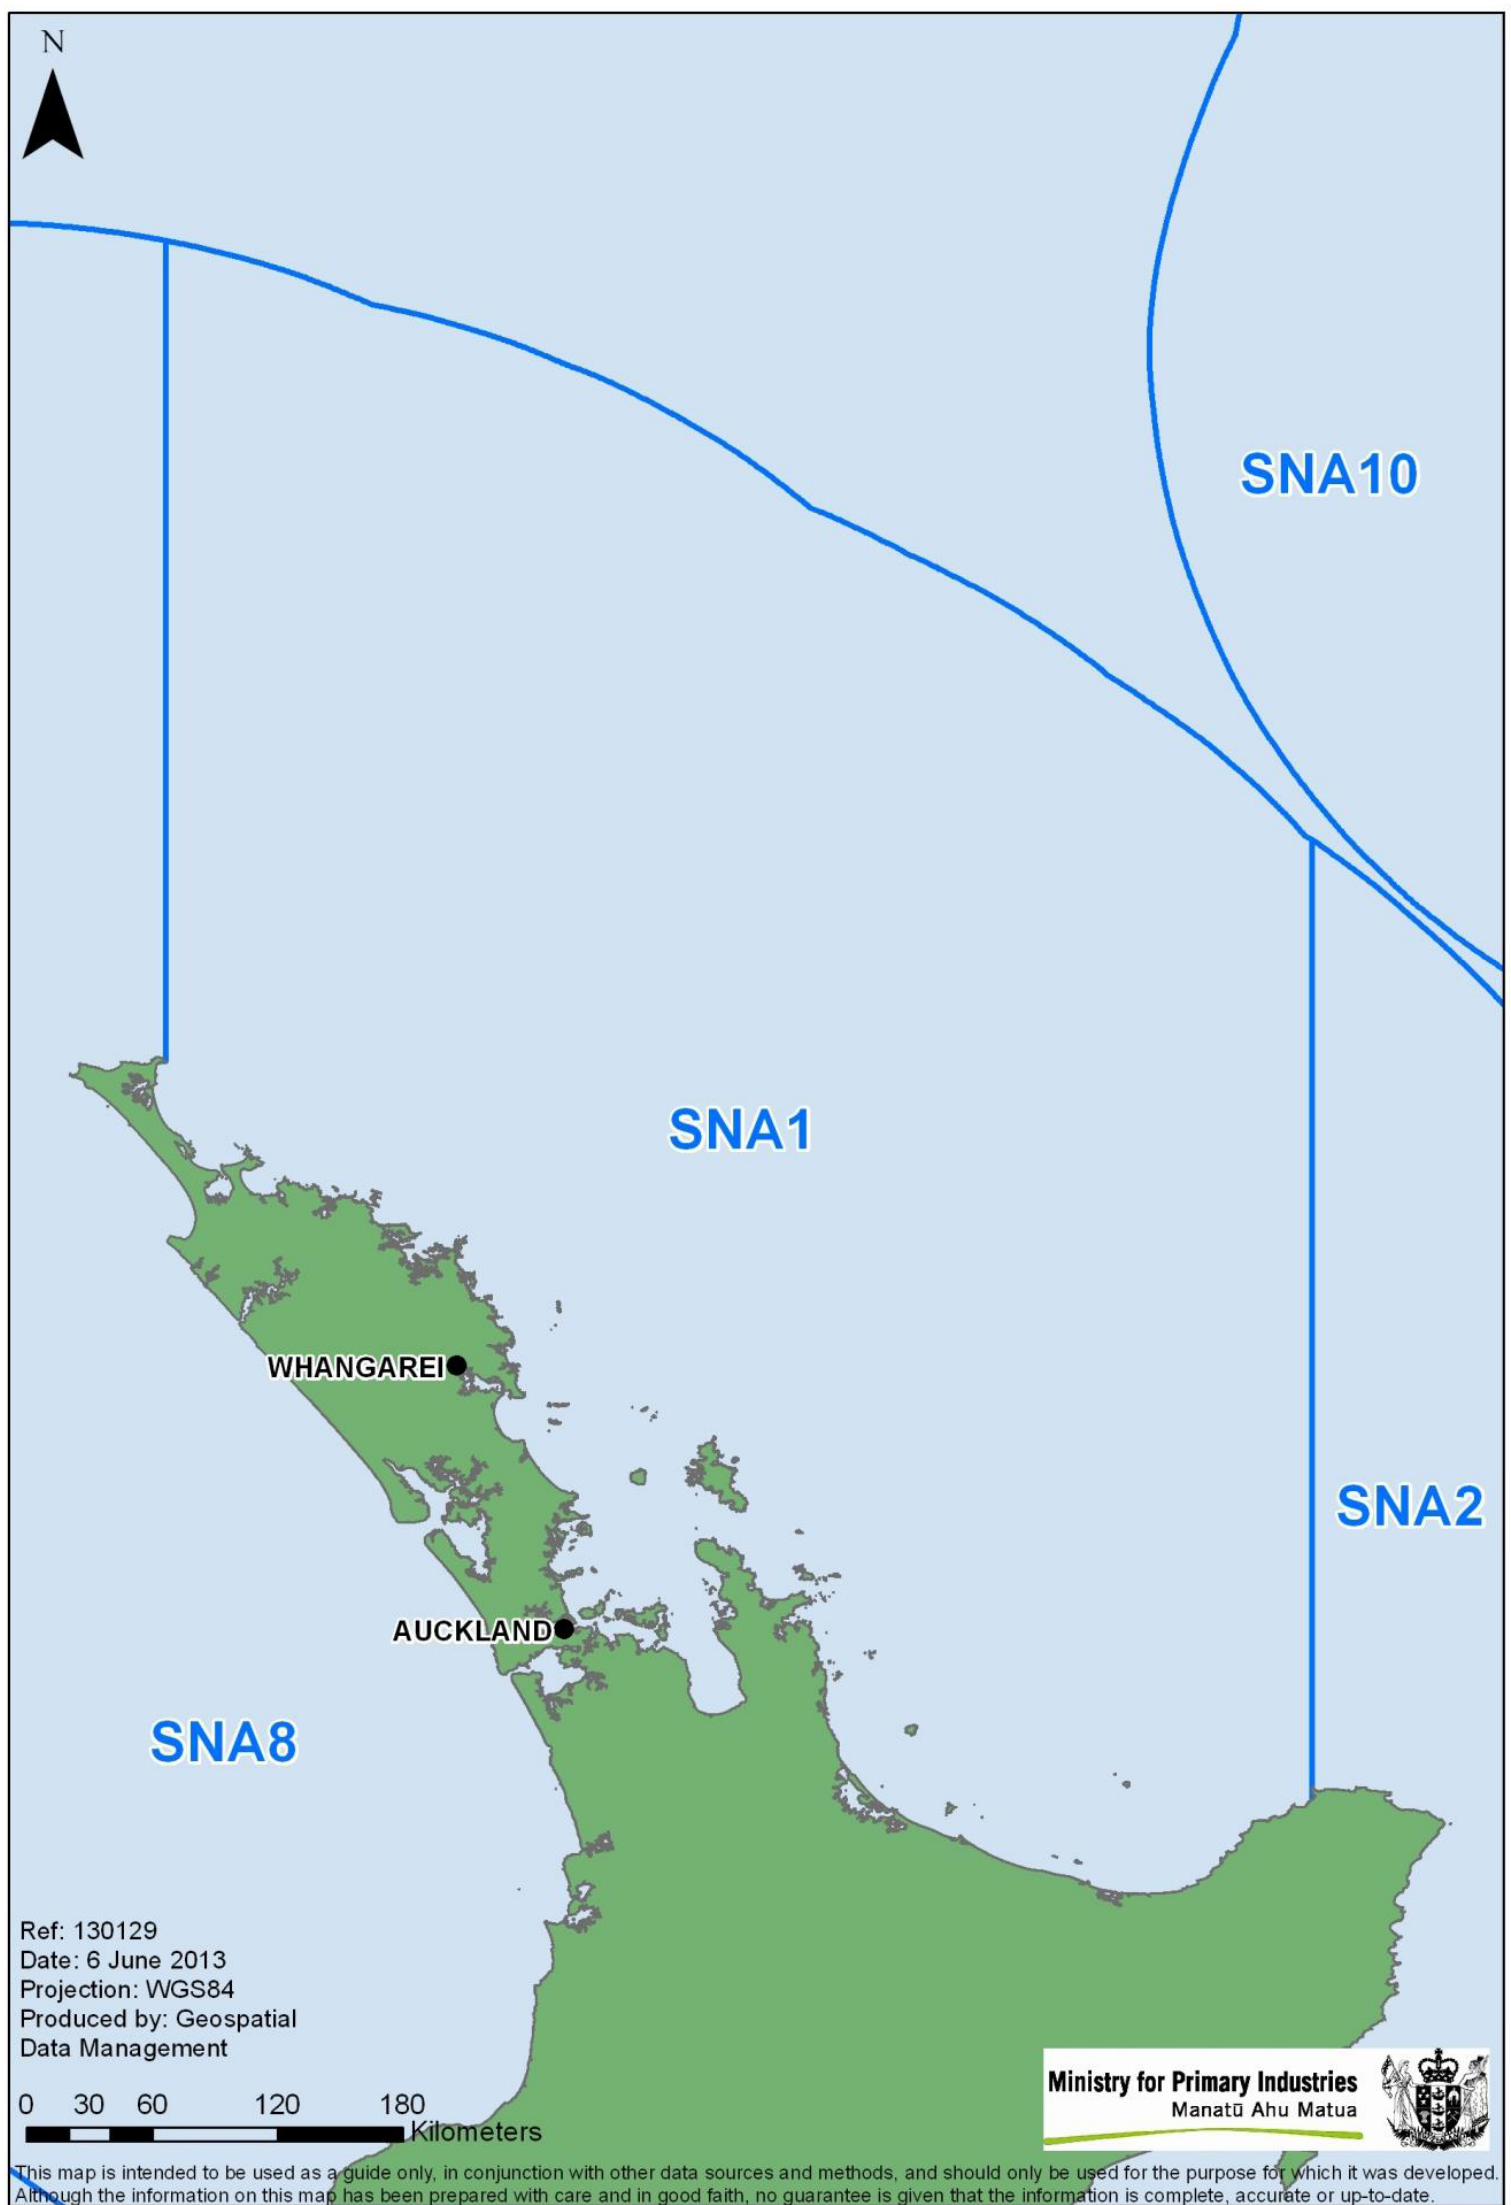 N
SNA10
SNA1
SNA2
WHANGAREI
AUCKLAND
SNA8
Ref: 130129
Date: 6 June 2013
Projection: WGS84
Produced by: Geospatial
Data Management
0 30 60 120 180
Kilometers
Ministry for Primary Industries
Manatū Ahu Matua
This map is intended to be used as a guide only, in conjunction with other data sources and methods, and should only be used for the purpose for which it was developed.
Although the information on this map has been prepared with care and in good faith, no guarantee is given that the information is complete, accurate or up-to-date.